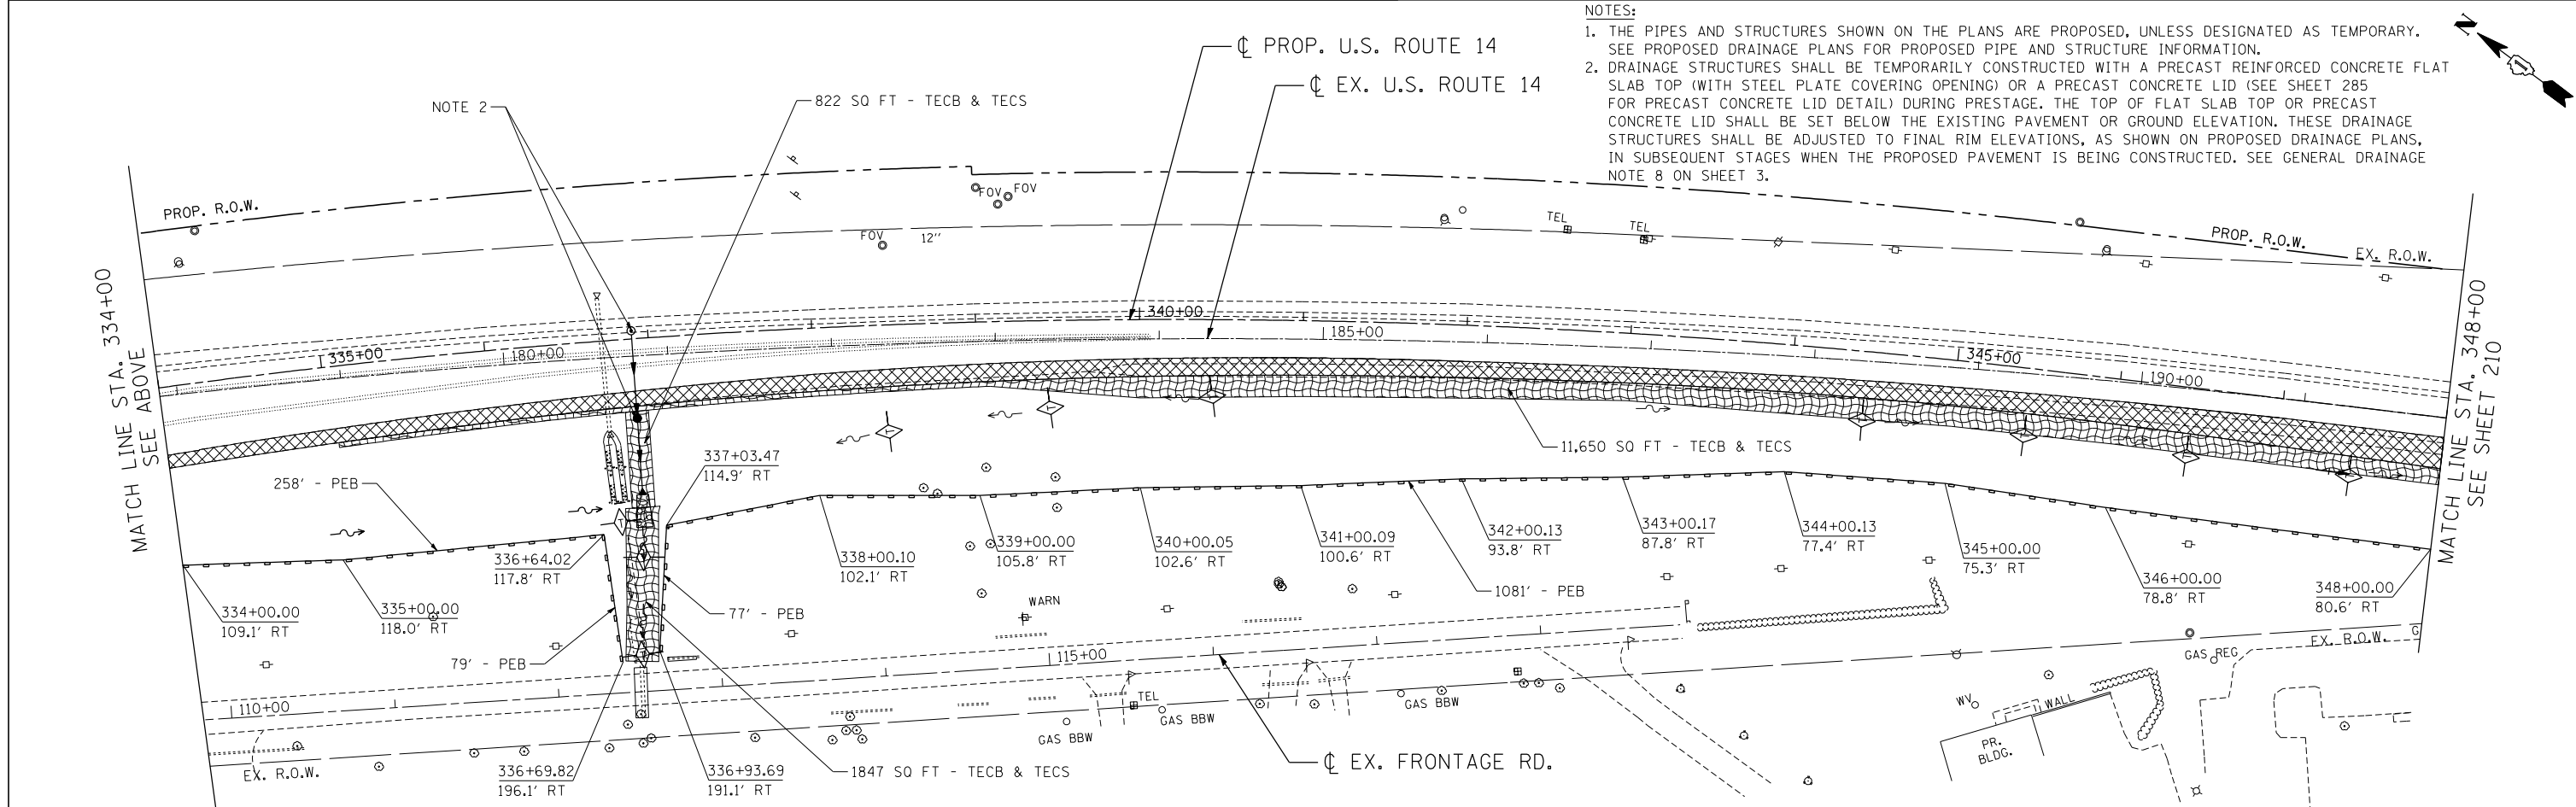 NOTES:
1. THE PIPES AND STRUCTURES SHOWN ON THE PLANS ARE PROPOSED, UNLESS DESIGNATED AS TEMPORARY.
SEE PROPOSED DRAINAGE PLANS FOR PROPOSED PIPE AND STRUCTURE INFORMATION.
2. DRAINAGE STRUCTURES SHALL BE TEMPORARILY CONSTRUCTED WITH A PRECAST REINFORCED CONCRETE FLAT
SLAB TOP (WITH STEEL PLATE COVERING OPENING) OR A PRECAST CONCRETE LID (SEE SHEET 285
FOR PRECAST CONCRETE LID DETAIL) DURING PRESTAGE. THE TOP OF FLAT SLAB TOP OR PRECAST
CONCRETE LID SHALL BE SET BELOW THE EXISTING PAVEMENT OR GROUND ELEVATION. THESE DRAINAGE
STRUCTURES SHALL BE ADJUSTED TO FINAL RIM ELEVATIONS, AS SHOWN ON PROPOSED DRAINAGE PLANS,
IN SUBSEQUENT STAGES WHEN THE PROPOSED PAVEMENT IS BEING CONSTRUCTED. SEE GENERAL DRAINAGE
NOTE 8 ON SHEET 3.
N
℄ PROP. U.S. ROUTE 14
℄ EX. U.S. ROUTE 14
NOTE 2
822 SQ FT - TECB & TECS
PROP. R.O.W.
FOV
FOV
FOV
12''
TEL
TEL
PROP. R.O.W.
EX. R.O.W.
MATCH LINE STA. 334+00
SEE ABOVE
335+00
180+00
340+00
185+00
345+00
190+00
MATCH LINE STA. 348+00
SEE SHEET 210
T
T
T
T
T
T
T
T
T
T
11,650 SQ FT - TECB & TECS
258' - PEB
337+03.47
114.9' RT
336+64.02
117.8' RT
338+00.10
102.1' RT
339+00.00
105.8' RT
340+00.05
102.6' RT
341+00.09
100.6' RT
342+00.13
93.8' RT
343+00.17
87.8' RT
344+00.13
77.4' RT
345+00.00
75.3' RT
346+00.00
78.8' RT
348+00.00
80.6' RT
334+00.00
109.1' RT
335+00.00
118.0' RT
1081' - PEB
77' - PEB
79' - PEB
WARN
115+00
110+00
EX. R.O.W.
G
GAS REG
WV
WALL
PR.
BLDG.
TEL
GAS BBW
GAS BBW
GAS BBW
EX. R.O.W.
336+69.82
196.1' RT
336+93.69
191.1' RT
1847 SQ FT - TECB & TECS
℄ EX. FRONTAGE RD.